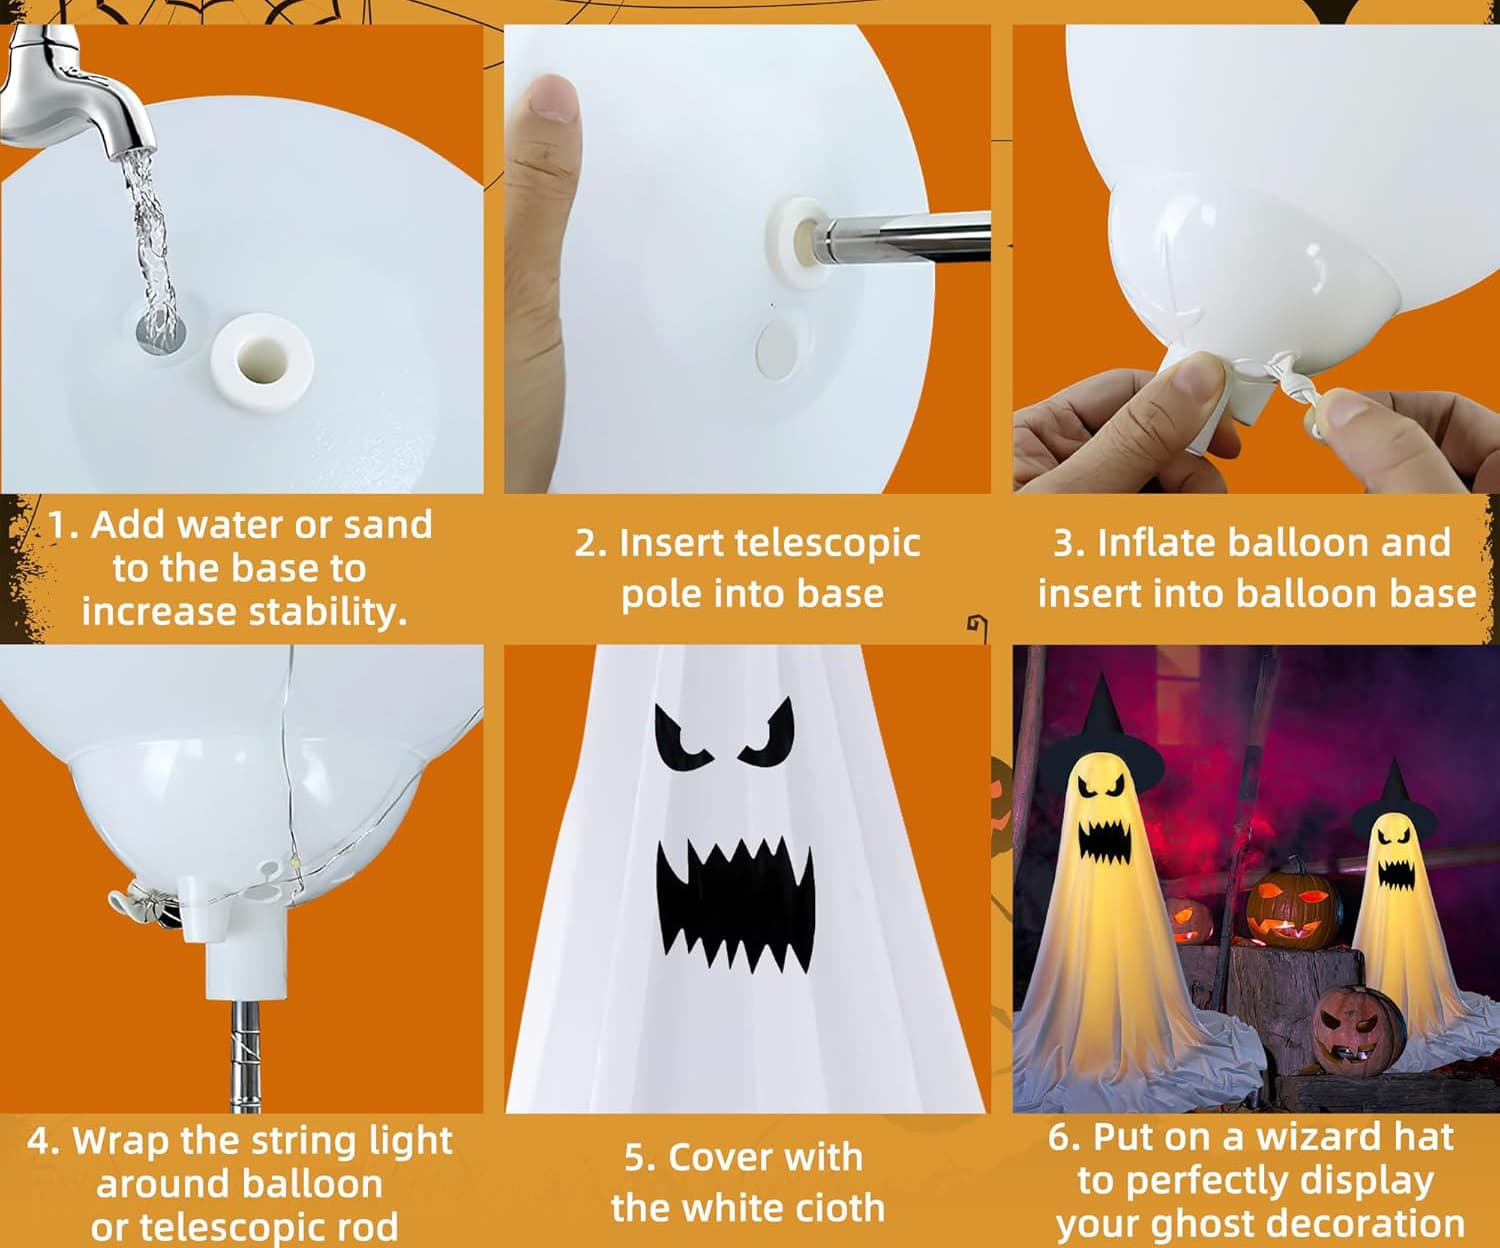 1. Add water or sand
to the base to
increase stability.
2. Insert telescopic
pole into base
3. Inflate balloon and
insert into balloon base
4. Wrap the string light
around balloon
or telescopic rod
5. Cover with
the white cioth
6. Put on a wizard hat
to perfectly display
your ghost decoration